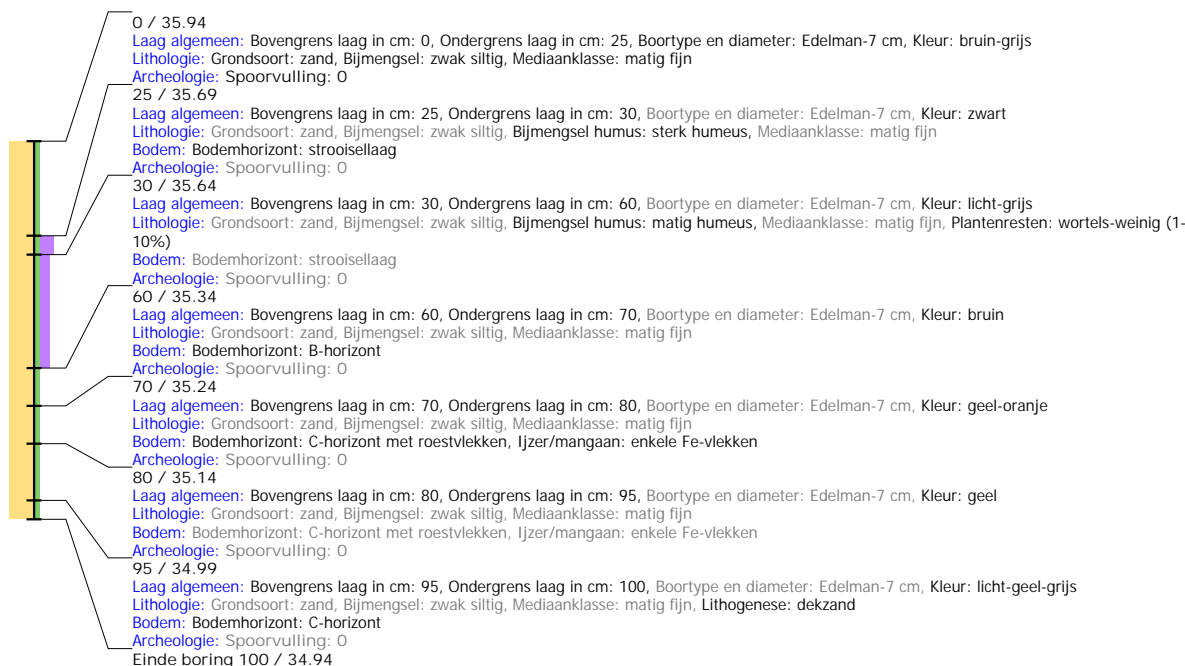 0 / 35.94
Laag algemeen: Bovengrens laag in cm: 0, Ondergrens laag in cm: 25, Boortype en diameter: Edelman-7 cm, Kleur: bruin-grijs
Lithologie: Grondsoort: zand, Bijmengsel: zwak siltig, Mediaanklasse: matig fijn
Archeologie: Spoorvulling: 0
25 / 35.69
Laag algemeen: Bovengrens laag in cm: 25, Ondergrens laag in cm: 30, Boortype en diameter: Edelman-7 cm, Kleur: zwart
Lithologie: Grondsoort: zand, Bijmengsel: zwak siltig, Bijmengsel humus: sterk humeus, Mediaanklasse: matig fijn
Bodem: Bodemhorizont: strooisellaag
Archeologie: Spoorvulling: 0
30 / 35.64
Laag algemeen: Bovengrens laag in cm: 30, Ondergrens laag in cm: 60, Boortype en diameter: Edelman-7 cm, Kleur: licht-grijs
Lithologie: Grondsoort: zand, Bijmengsel: zwak siltig, Bijmengsel humus: matig humeus, Mediaanklasse: matig fijn, Plantenresten: wortels-weinig (1-
10%)
Bodem: Bodemhorizont: strooisellaag
Archeologie: Spoorvulling: 0
60 / 35.34
Laag algemeen: Bovengrens laag in cm: 60, Ondergrens laag in cm: 70, Boortype en diameter: Edelman-7 cm, Kleur: bruin
Lithologie: Grondsoort: zand, Bijmengsel: zwak siltig, Mediaanklasse: matig fijn
Bodem: Bodemhorizont: B-horizont
Archeologie: Spoorvulling: 0
70 / 35.24
Laag algemeen: Bovengrens laag in cm: 70, Ondergrens laag in cm: 80, Boortype en diameter: Edelman-7 cm, Kleur: geel-oranje
Lithologie: Grondsoort: zand, Bijmengsel: zwak siltig, Mediaanklasse: matig fijn
Bodem: Bodemhorizont: C-horizont met roestvlekken, Ijzer/mangaan: enkele Fe-vlekken
Archeologie: Spoorvulling: 0
80 / 35.14
Laag algemeen: Bovengrens laag in cm: 80, Ondergrens laag in cm: 95, Boortype en diameter: Edelman-7 cm, Kleur: geel
Lithologie: Grondsoort: zand, Bijmengsel: zwak siltig, Mediaanklasse: matig fijn
Bodem: Bodemhorizont: C-horizont met roestvlekken, Ijzer/mangaan: enkele Fe-vlekken
Archeologie: Spoorvulling: 0
95 / 34.99
Laag algemeen: Bovengrens laag in cm: 95, Ondergrens laag in cm: 100, Boortype en diameter: Edelman-7 cm, Kleur: licht-geel-grijs
Lithologie: Grondsoort: zand, Bijmengsel: zwak siltig, Mediaanklasse: matig fijn, Lithogenese: dekzand
Bodem: Bodemhorizont: C-horizont
Archeologie: Spoorvulling: 0
Einde boring 100 / 34.94